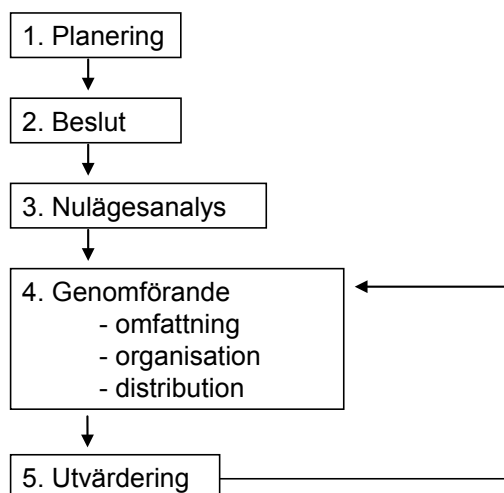 1. Planering
2. Beslut
3. Nulägesanalys
4. Genomförande
- omfattning
- organisation
- distribution
5. Utvärdering